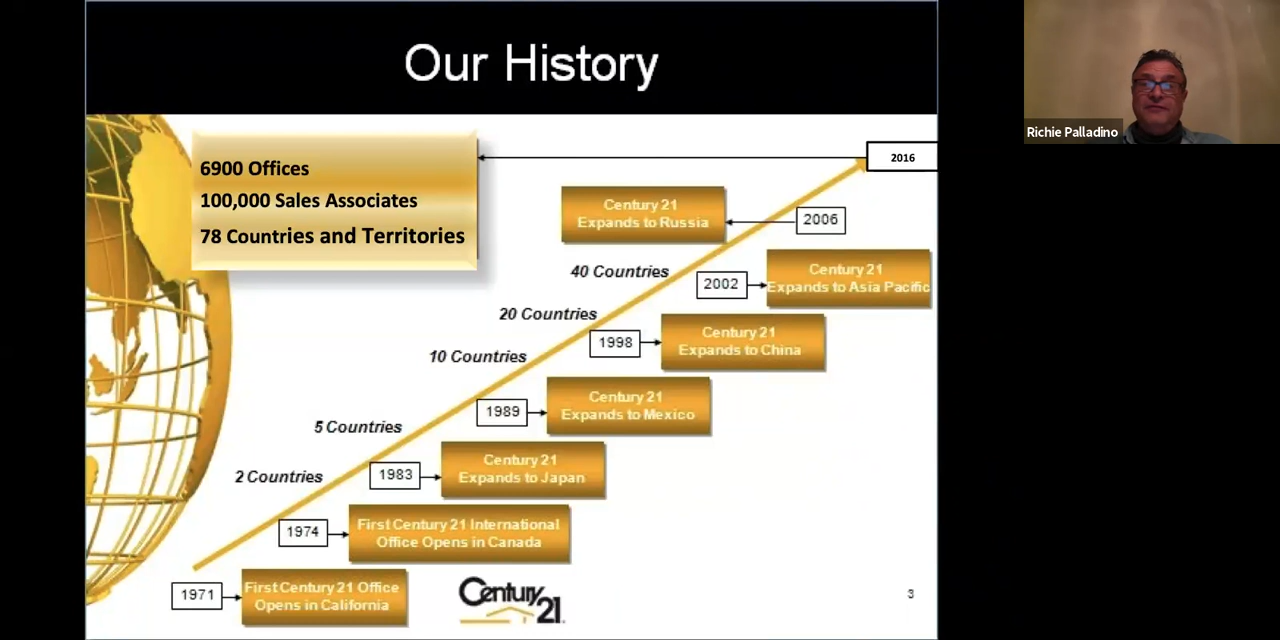 Our History
Richie Palladino
6900 Offices
100,000 Sales Associates
78 Countries and Territories
2016
Century 21
Expands to Russia
2006
40 Countries
2002
Century 21
Expands to Asia Pacific
20 Countries
1998
Century 21
Expands to China
10 Countries
1989
Century 21
Expands to Mexico
5 Countries
1983
Century 21
Expands to Japan
2 Countries
1974
First Century 21 International
Office Opens in Canada
1971
First Century 21 Office
Opens in California
Century
21
3